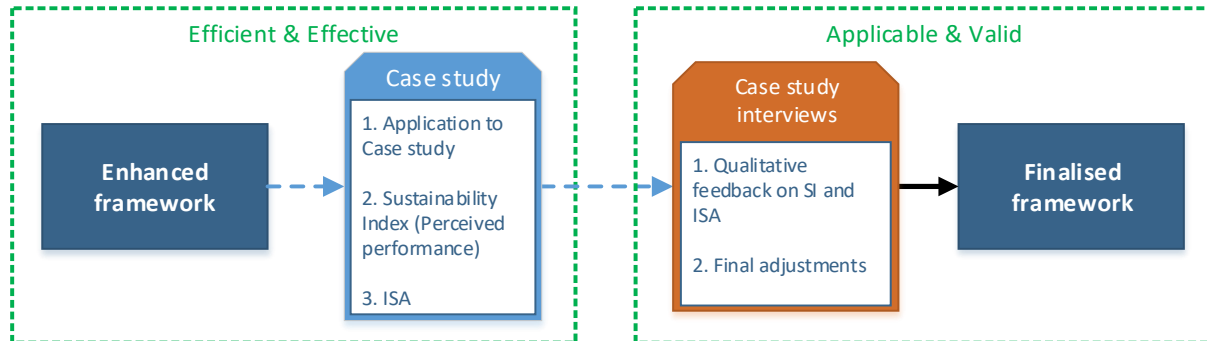 Efficient & Effective
Enhanced
framework
Case study
1. Application to
Case study
2. Sustainability
Index (Perceived
performance)
3. ISA
Applicable & Valid
Case study
interviews
1. Qualitative
feedback on SI and
ISA
2. Final adjustments
Finalised
framework